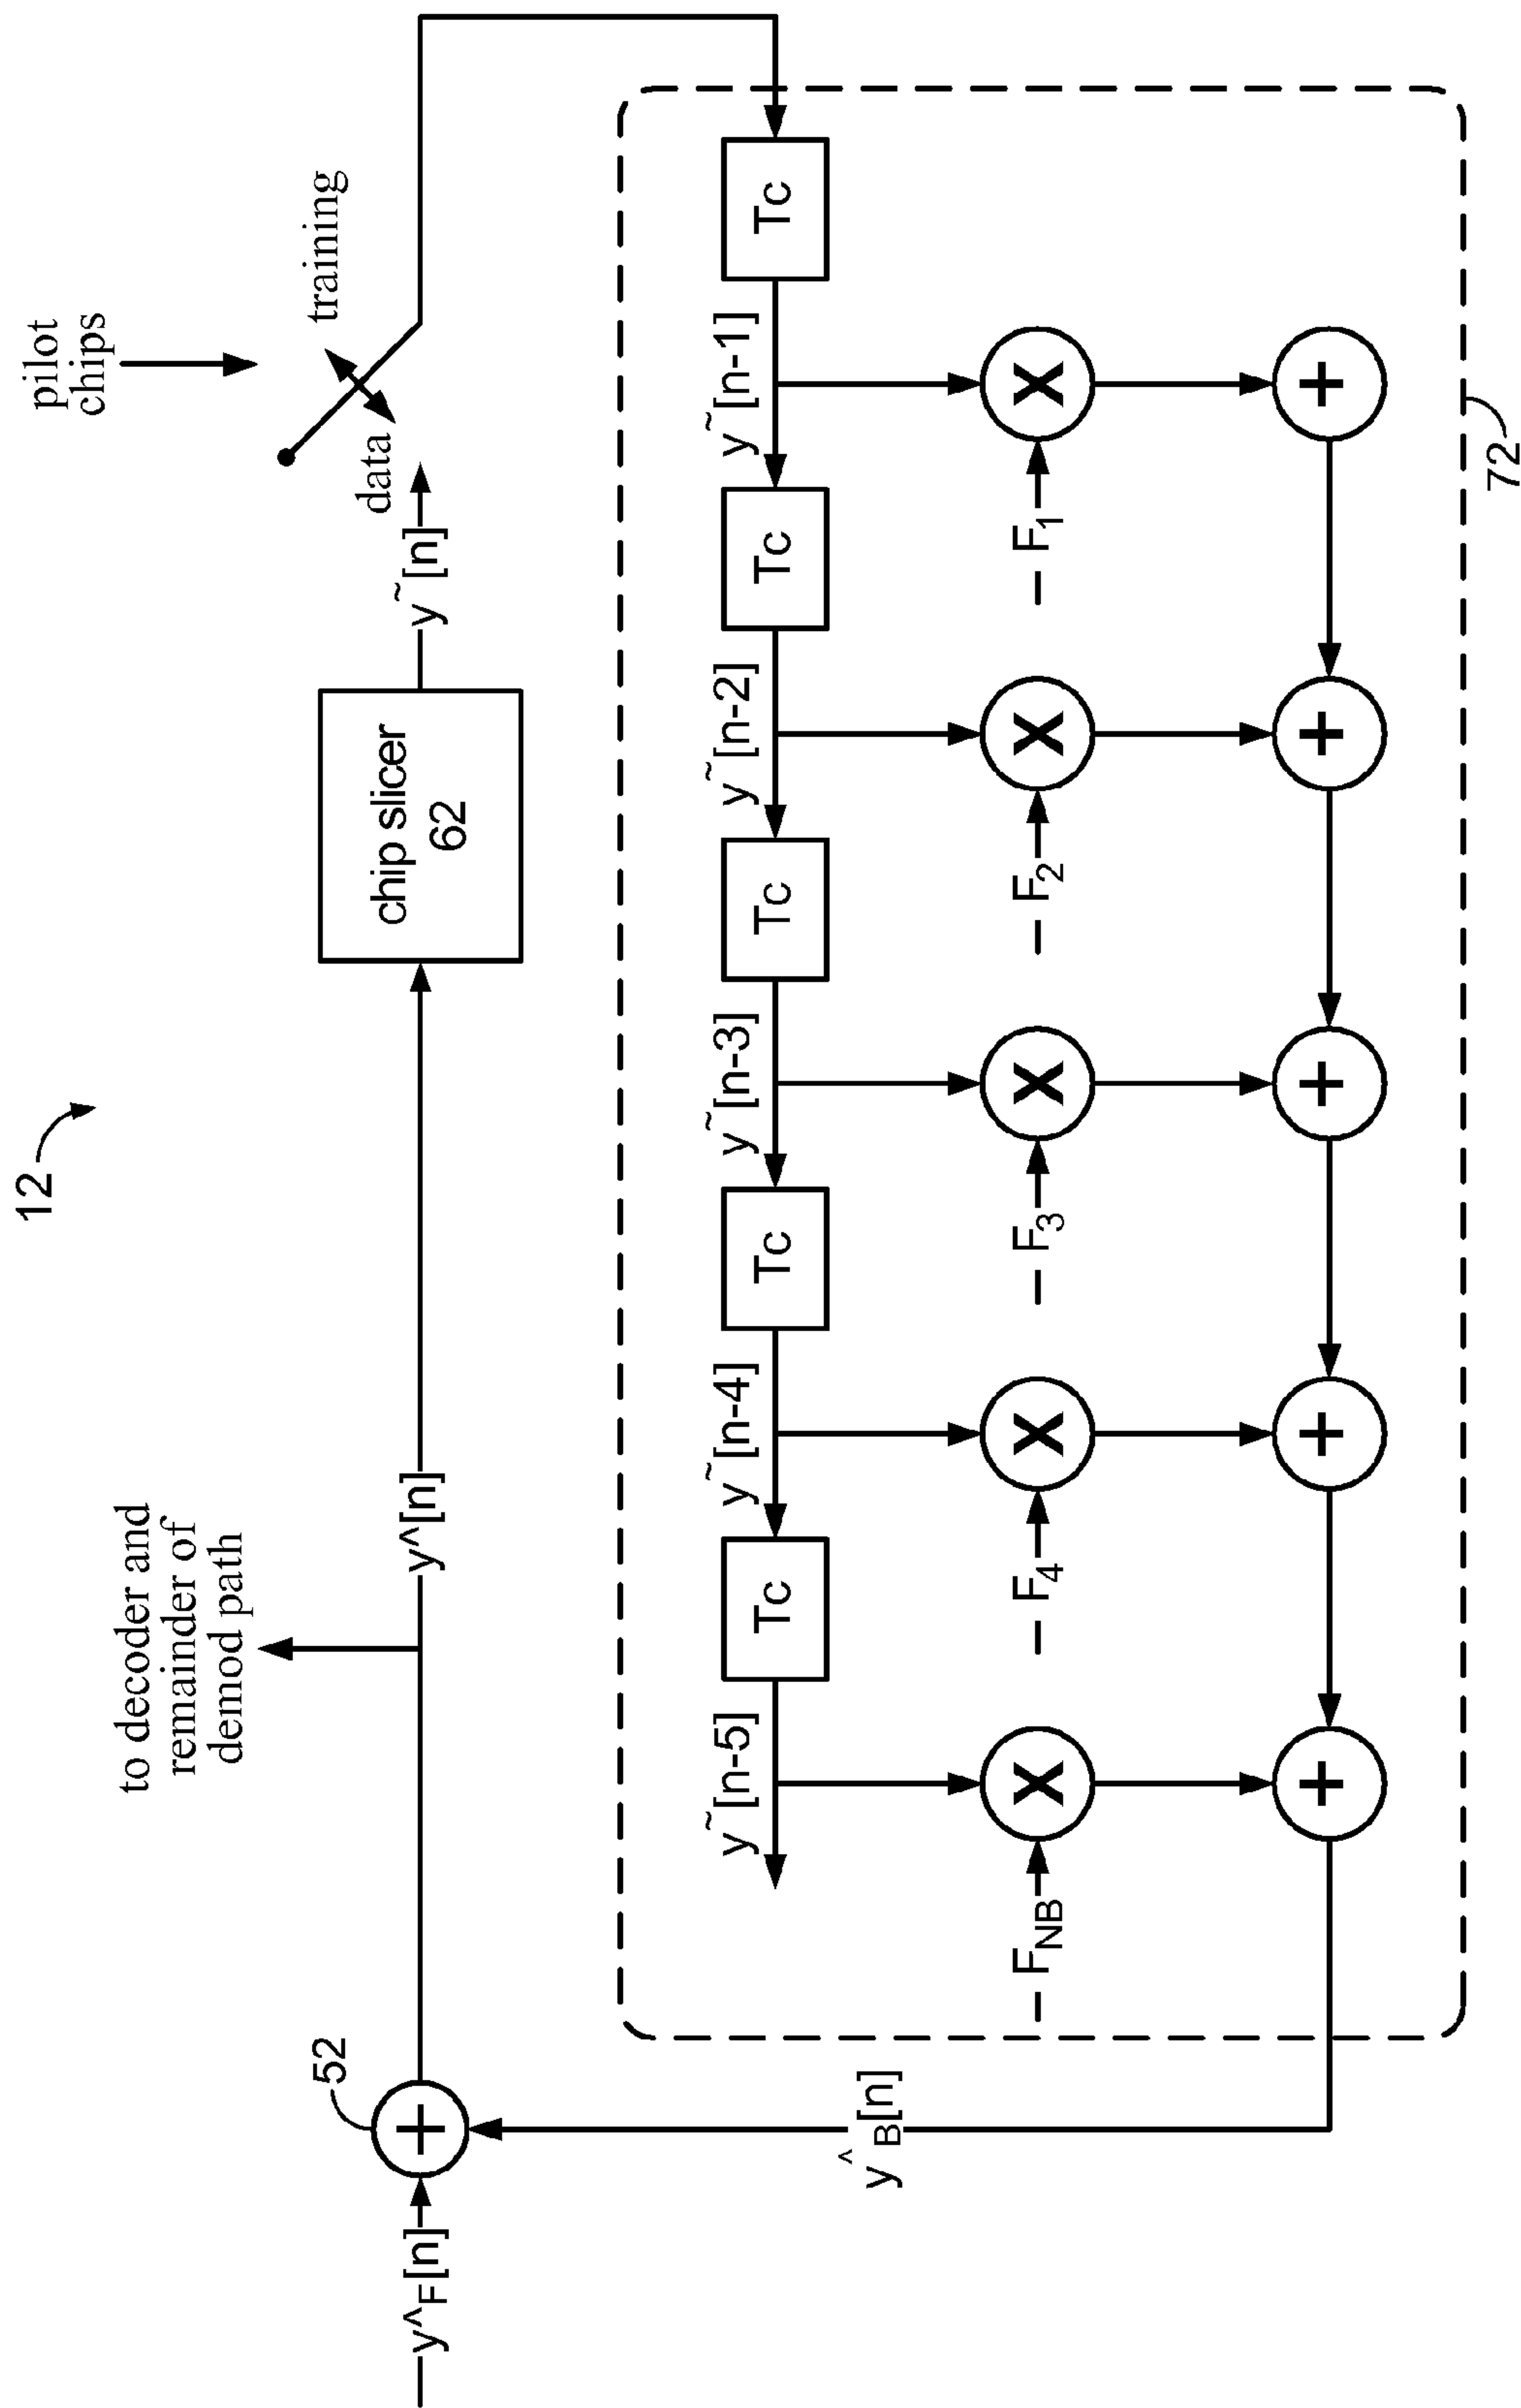 12
pilot
chips
to decoder and
remainder of
demod path
training
data
52
y^F[n]
y^[n]
chip slicer
62
ỹ[n]
ŷB[n]
ỹ[n-5]
Tc
ỹ[n-4]
Tc
ỹ[n-3]
Tc
ỹ[n-2]
Tc
ỹ[n-1]
Tc
FNB
F4
F3
F2
F1
X
X
X
X
X
+
+
+
+
+
+
72